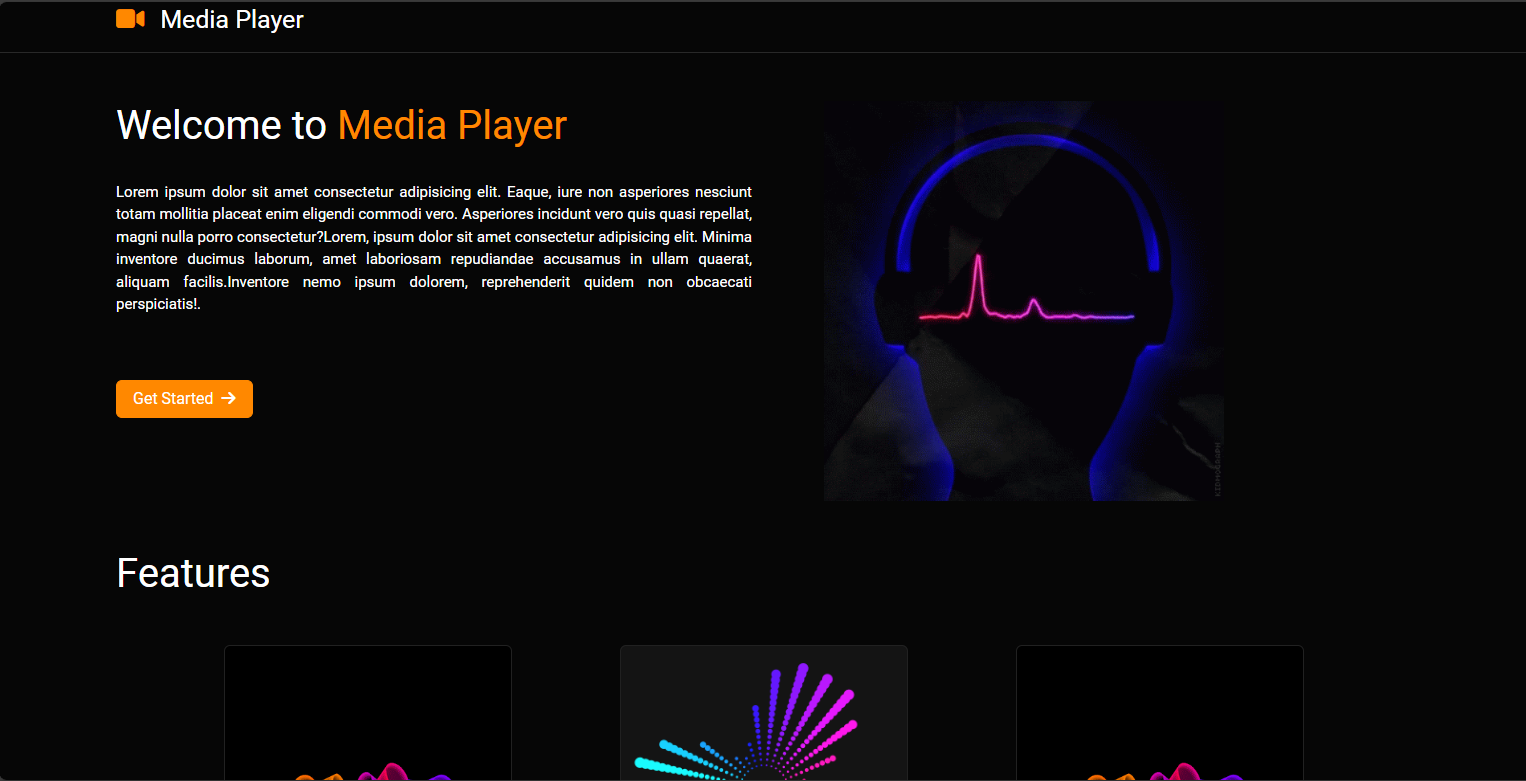 Media Player
Welcome to Media Player
Lorem ipsum dolor sit amet consectetur adipisicing elit. Eaque, iure non asperiores nesciunt
totam mollitia placeat enim eligendi commodi vero. Asperiores incidunt vero quis quasi repellat,
magni nulla porro consectetur?Lorem, ipsum dolor sit amet consectetur adipisicing elit. Minima
inventore ducimus laborum, amet laboriosam repudiandae accusamus in ullam quaerat,
aliquam facilis.Inventore nemo ipsum dolorem, reprehenderit quidem non obcaecati
perspiciatis!.
Get Started
Features